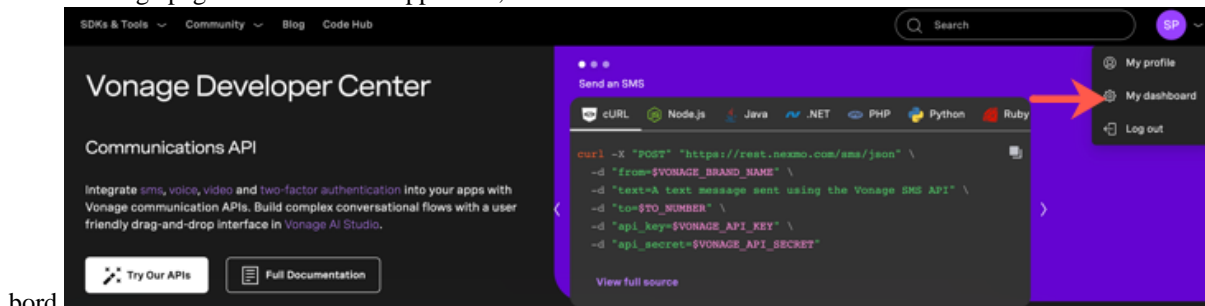 SDKs & Tools Community Blog Code Hub Search SP
My profile
My dashboard
Log out
Vonage Developer Center
Communications API
Integrate sms, voice, video and two-factor authentication into your apps with
Vonage communication APIs. Build complex conversational flows with a user
friendly drag-and-drop interface in Vonage AI Studio.
Try Our APIs Full Documentation
Send an SMS
cURL Node.js Java .NET PHP Python Ruby
curl -X "POST" "https://rest.nexmo.com/sms/json" \
-d "from=$VONAGE_BRAND_NAME" \
-d "text=A text message sent using the Vonage SMS API" \
-d "to=$TO_NUMBER" \
-d "api_key=$VONAGE_API_KEY" \
-d "api_secret=$VONAGE_API_SECRET"
View full source
bord